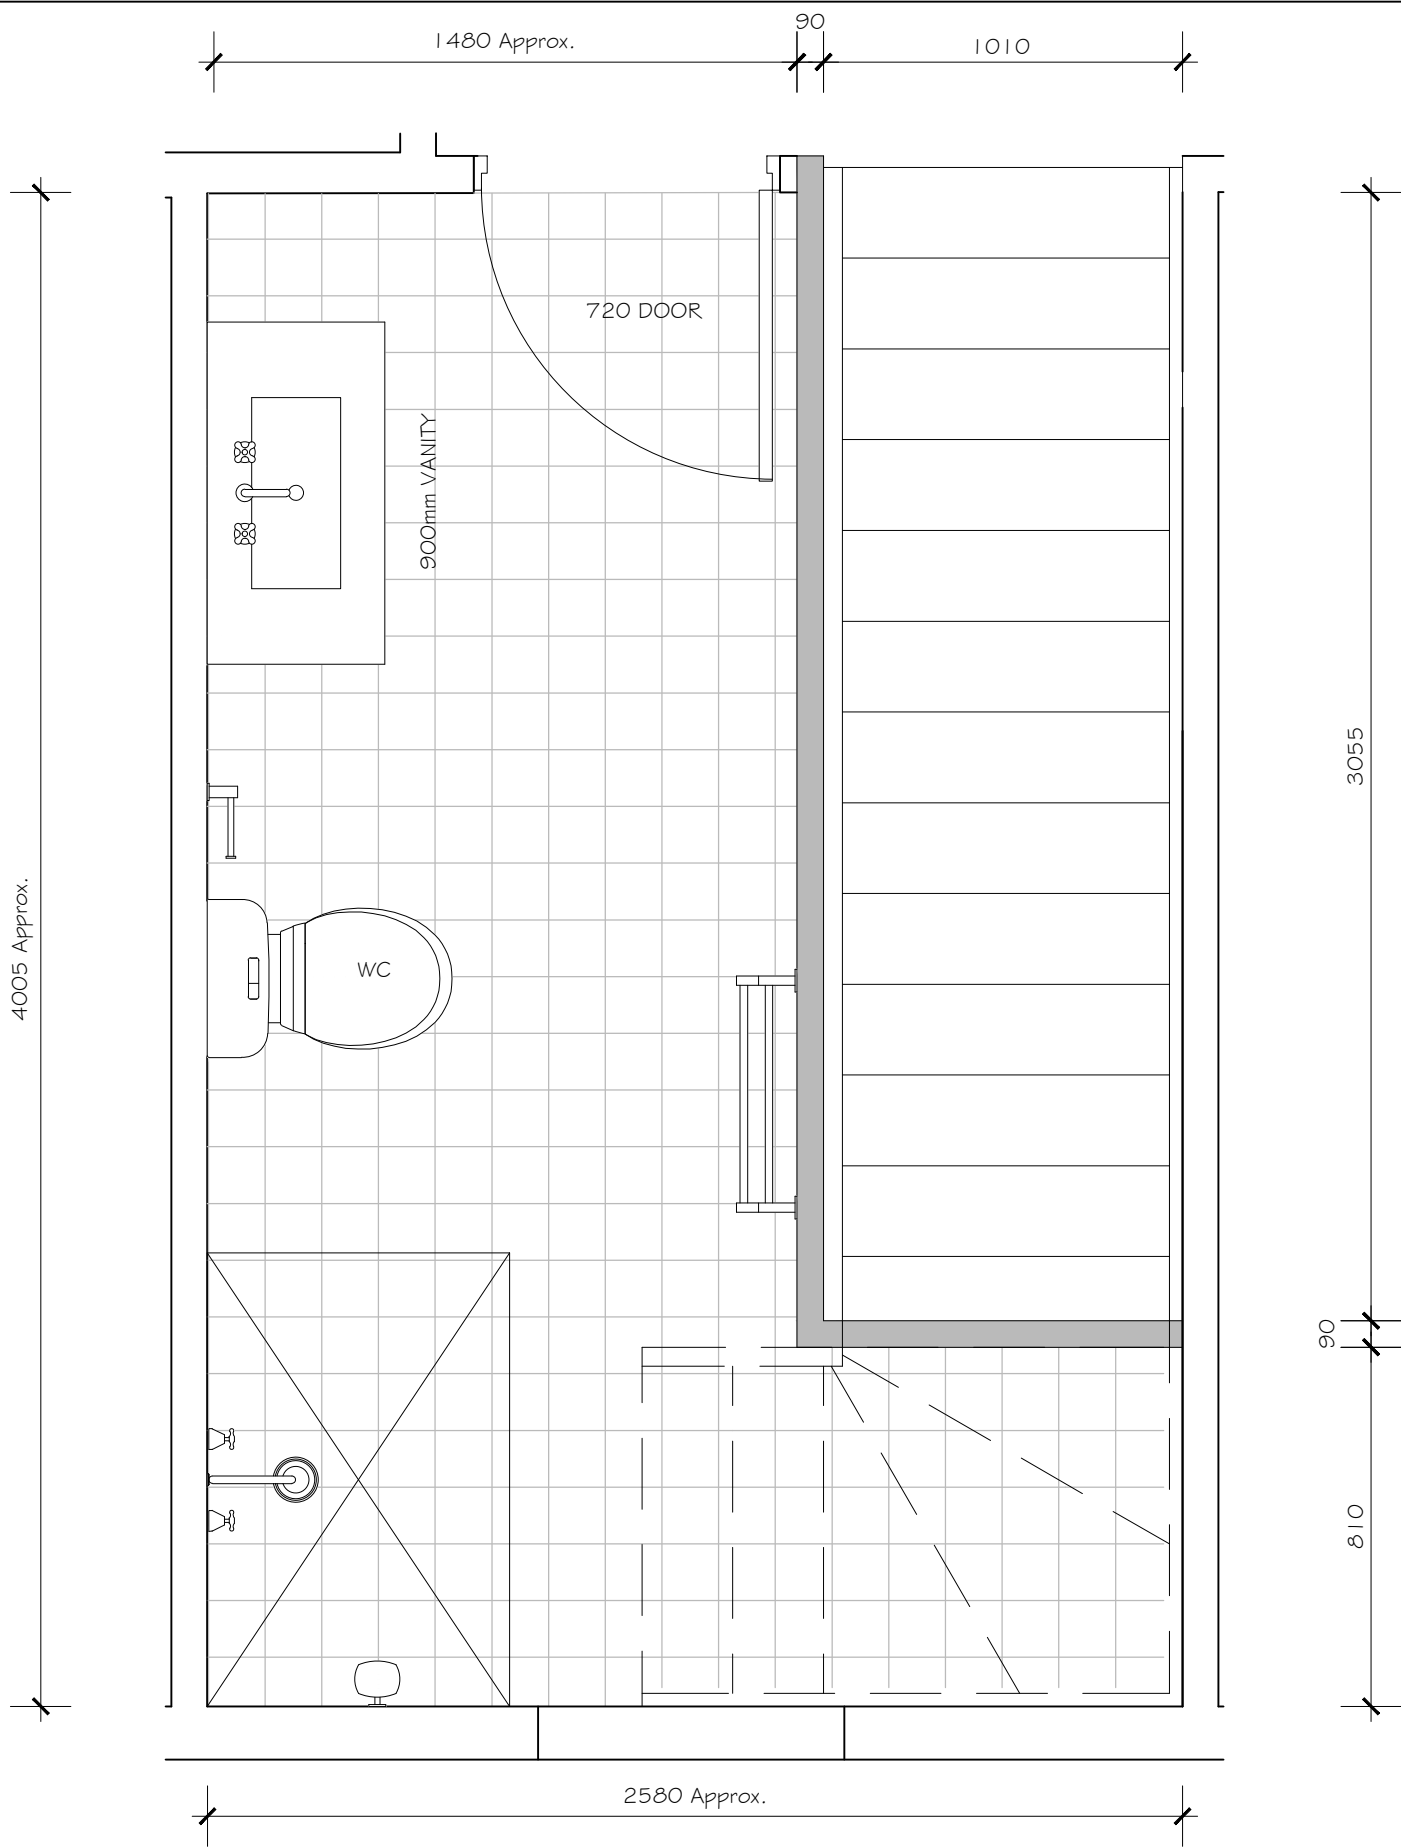 90
1480 Approx.
1010
720 DOOR
900mm VANITY
3055
4005 Approx.
WC
90
810
2580 Approx.